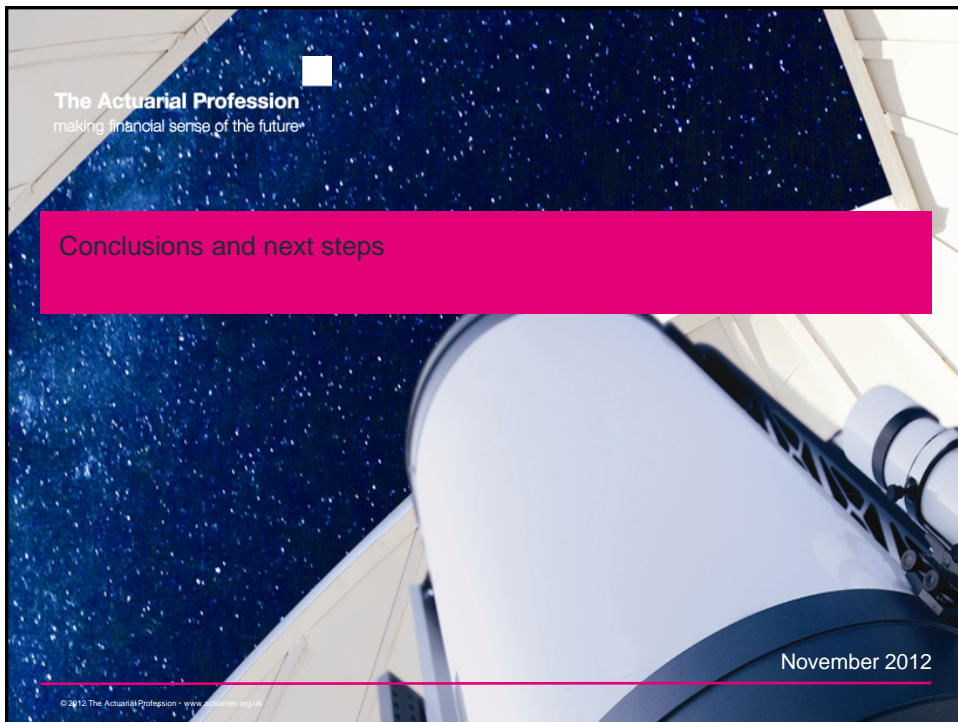 The Actuarial Profession
making financial sense of the future
Conclusions and next steps
November 2012
© 2012 The Actuarial Profession • www.actuaries.org.uk